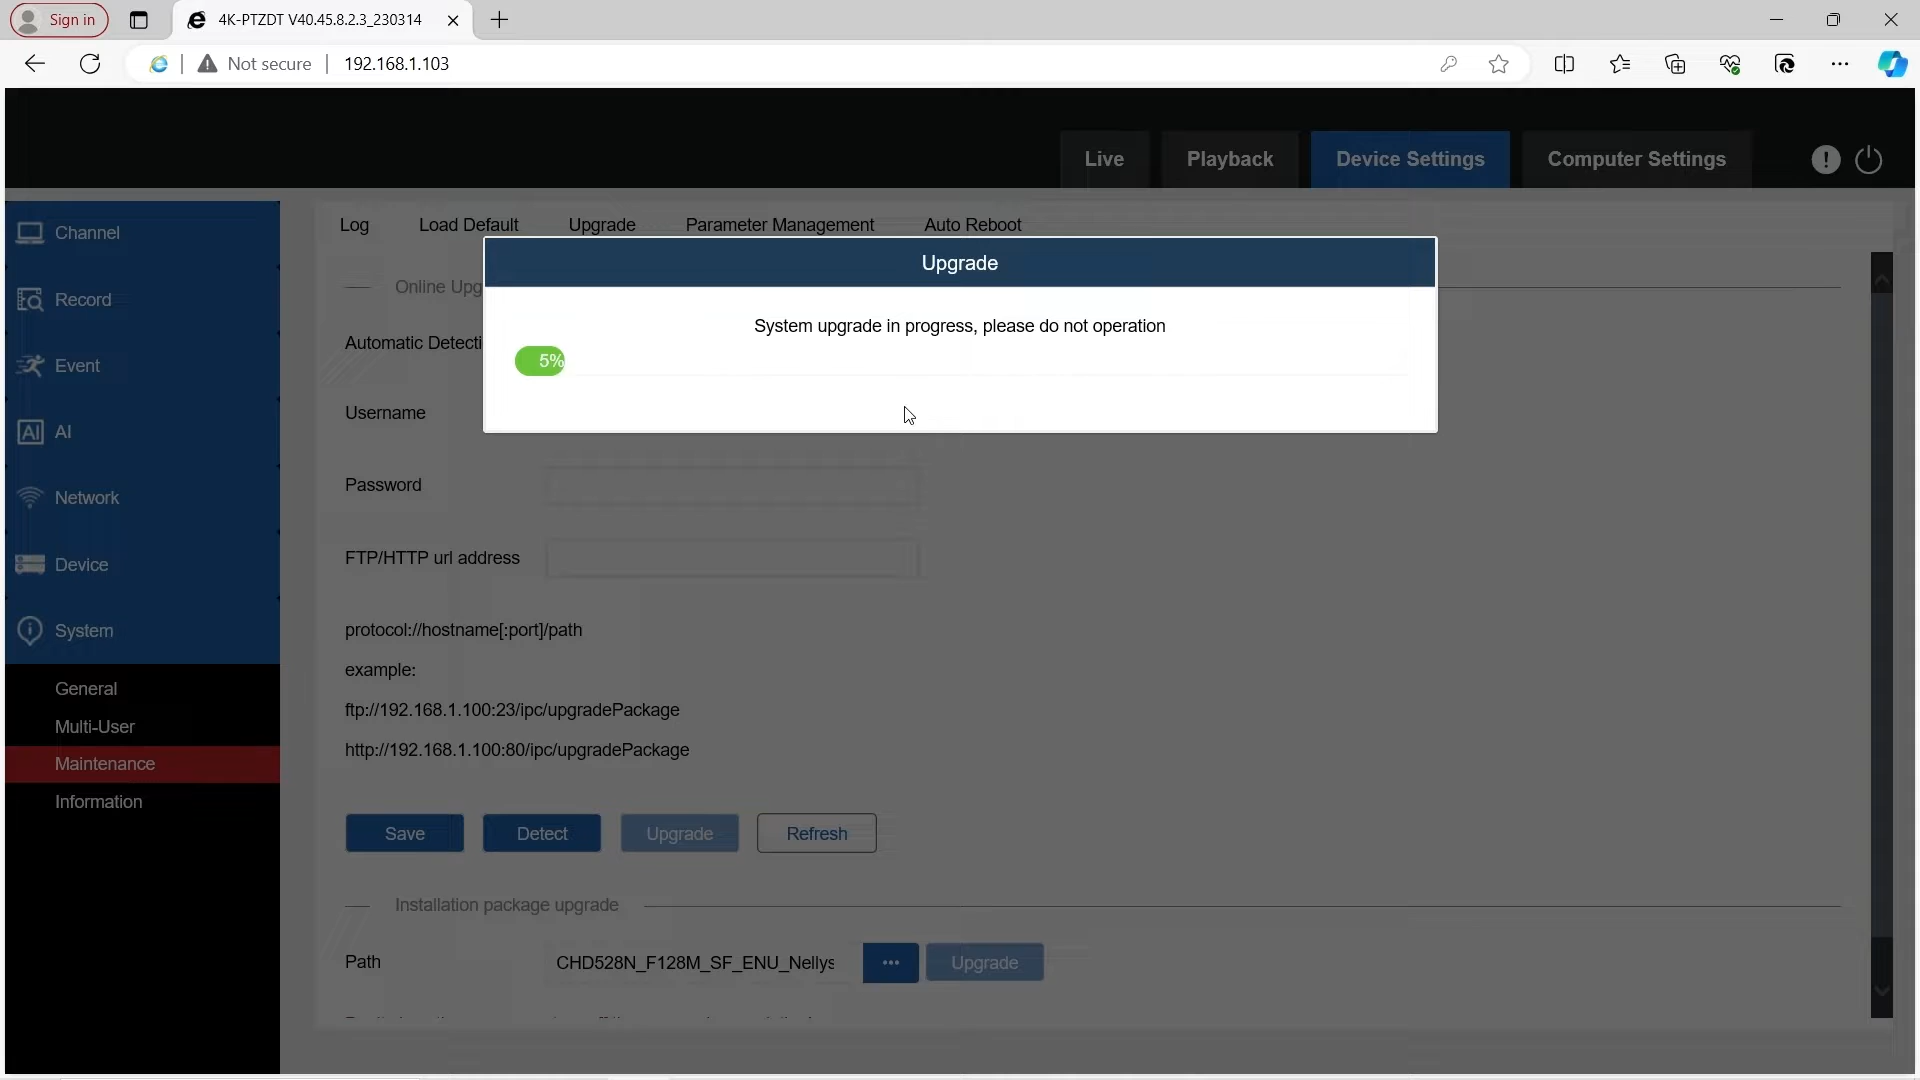 Sign in
4K-PTZDT V40.45.8.2.3_230314
Not secure
192.168.1.103
Live
Playback
Device Settings
Computer Settings
Channel
Record
Event
AI
AI
Network
Device
System
General
Multi-User
Maintenance
Information
Log
Load Default
Upgrade
Parameter Management
Auto Reboot
Upgrade
System upgrade in progress, please do not operation
5%
Online Upg
Automatic Detecti
Username
Password
FTP/HTTP url address
protocol://hostname[:port]/path
example:
ftp://192.168.1.100:23/ipc/upgradePackage
http://192.168.1.100:80/ipc/upgradePackage
Save
Detect
Upgrade
Refresh
Installation package upgrade
Path
CHD528N_F128M_SF_ENU_Nellys
...
Upgrade